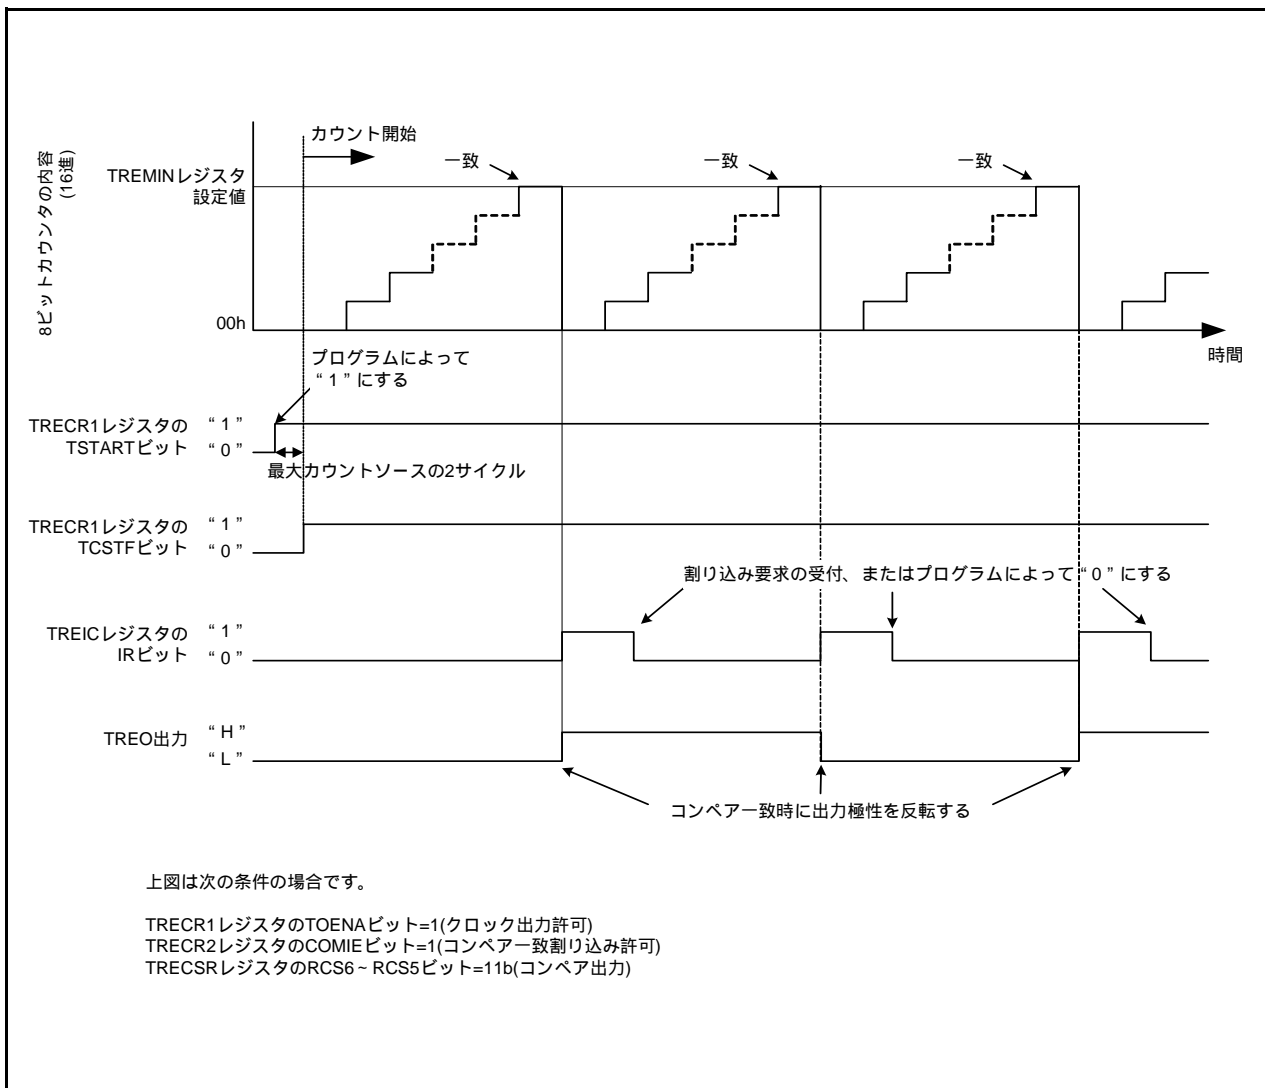 カウント開始
一致
一致
一致
8ビットカウンタの内容
(16進)
TREMINレジスタ
設定値
00h
時間
プログラムによって
“ 1 ” にする
TRECR1レジスタの “ 1 ”
TSTARTビット “ 0 ”
最大カウントソースの2サイクル
TRECR1レジスタの “ 1 ”
TCSTFビット “ 0 ”
割り込み要求の受付、またはプログラムによって “ 0 ” にする
TREICレジスタの “ 1 ”
IRビット “ 0 ”
TREO出力 “ H ”
“ L ”
コンペア一致時に出力極性を反転する
上図は次の条件の場合です。
TRECR1レジスタのTOENAビット=1(クロック出力許可)
TRECR2レジスタのCOMIEビット=1(コンペア一致割り込み許可)
TRECSRレジスタのRCS6 ~ RCS5ビット=11b(コンペア出力)